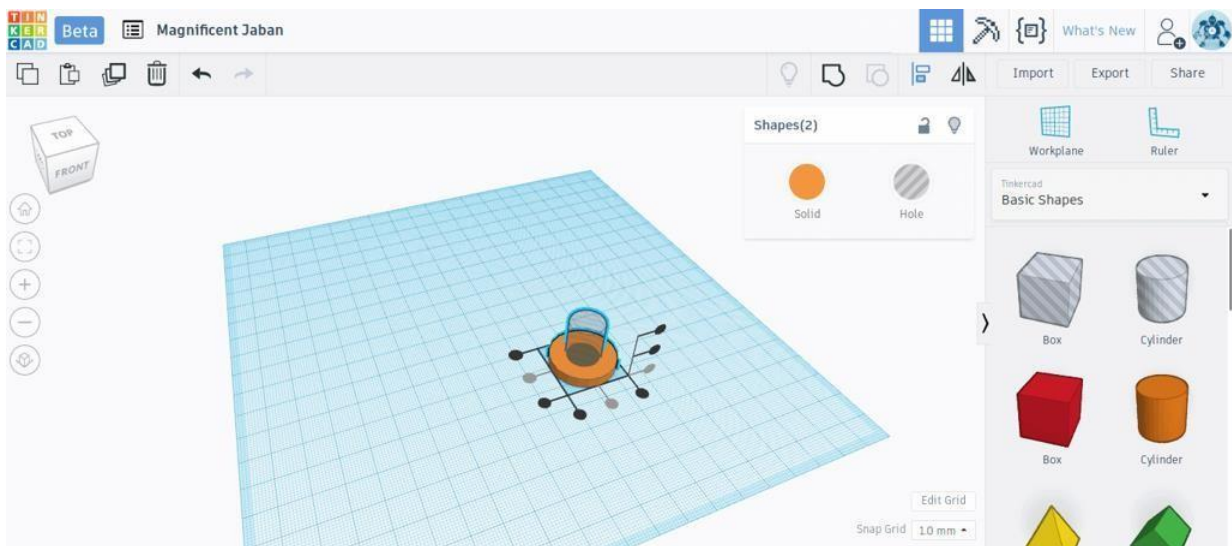 TIN
KER
CAD
Beta
Magnificent Jaban
What's New
Import
Export
Share
TOP
FRONT
Shapes(2)
Solid
Hole
Workplane
Ruler
Tinkercad
Basic Shapes
Box
Cylinder
Box
Cylinder
Edit Grid
Snap Grid
1.0 mm